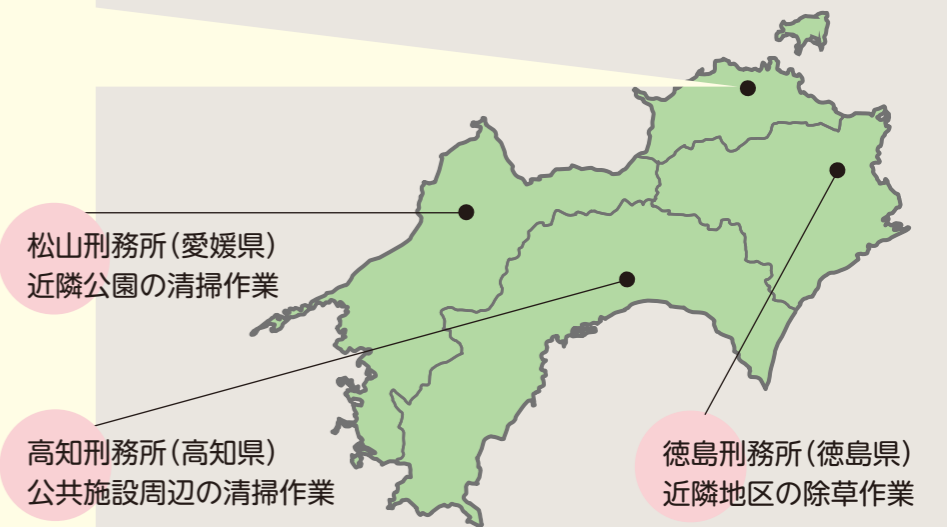 松山刑務所(愛媛県)
近隣公園の清掃作業
高知刑務所(高知県)
公共施設周辺の清掃作業
徳島刑務所(徳島県)
近隣地区の除草作業